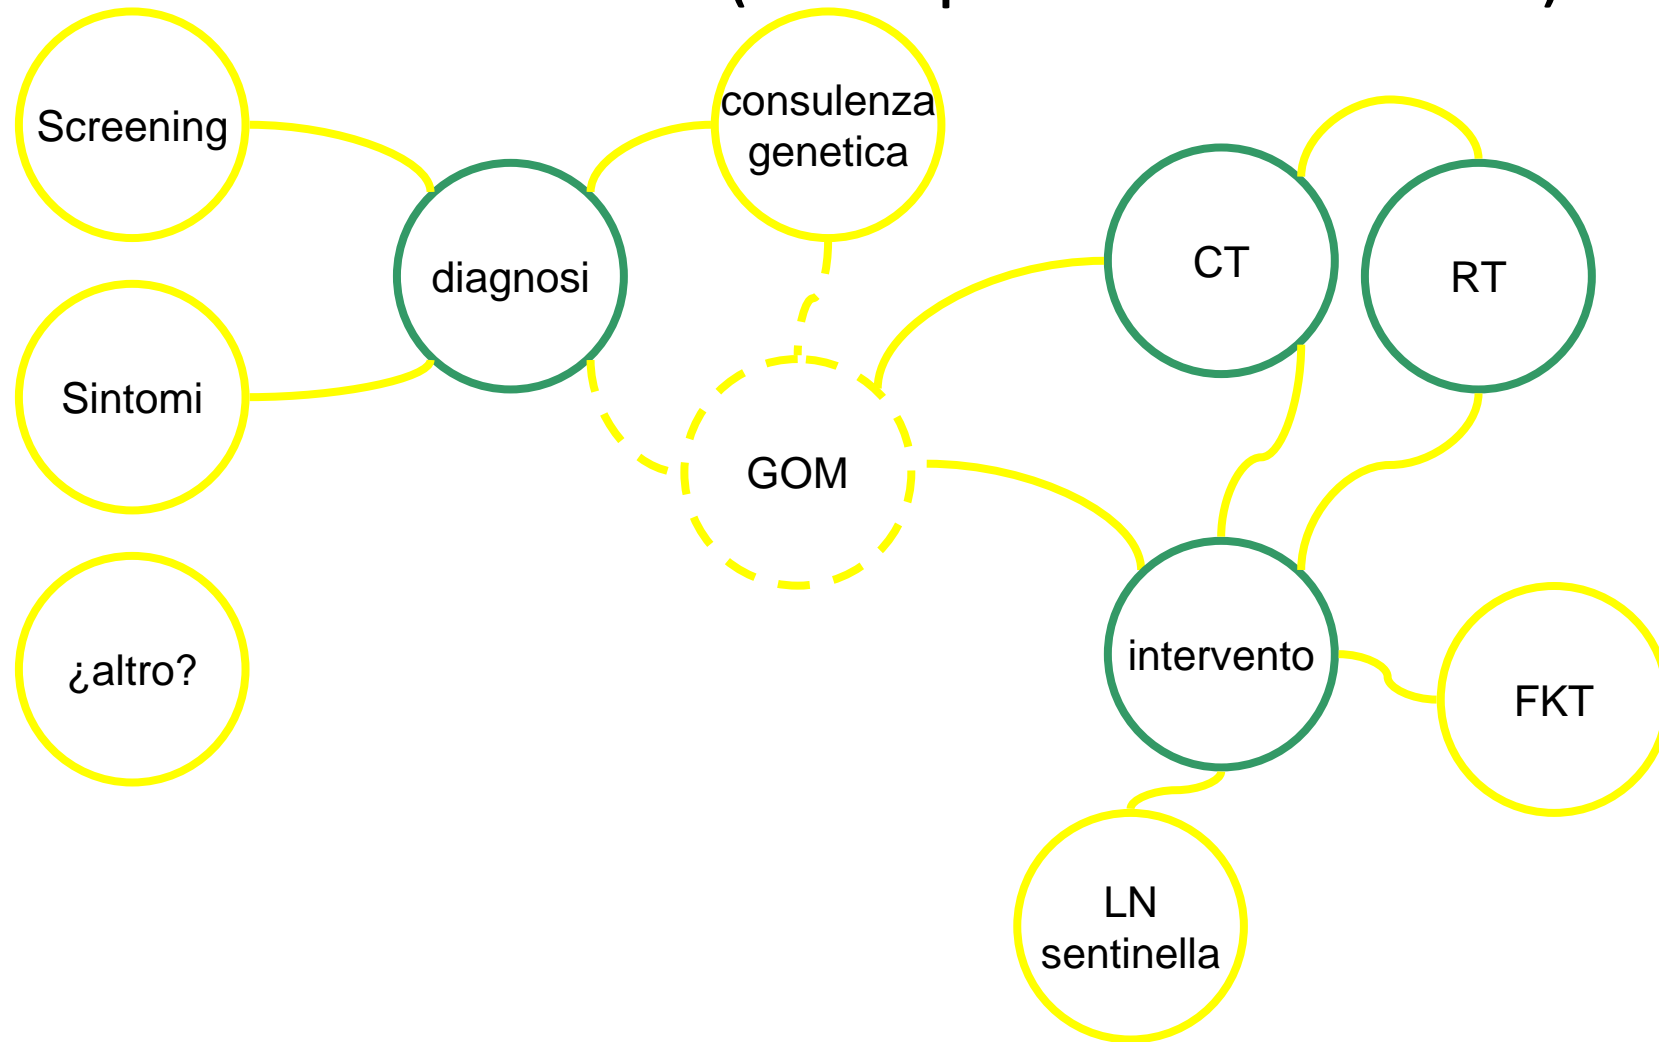 Screening
consulenza
genetica
diagnosi
CT
RT
Sintomi
GOM
¿altro?
intervento
FKT
LN
sentinella